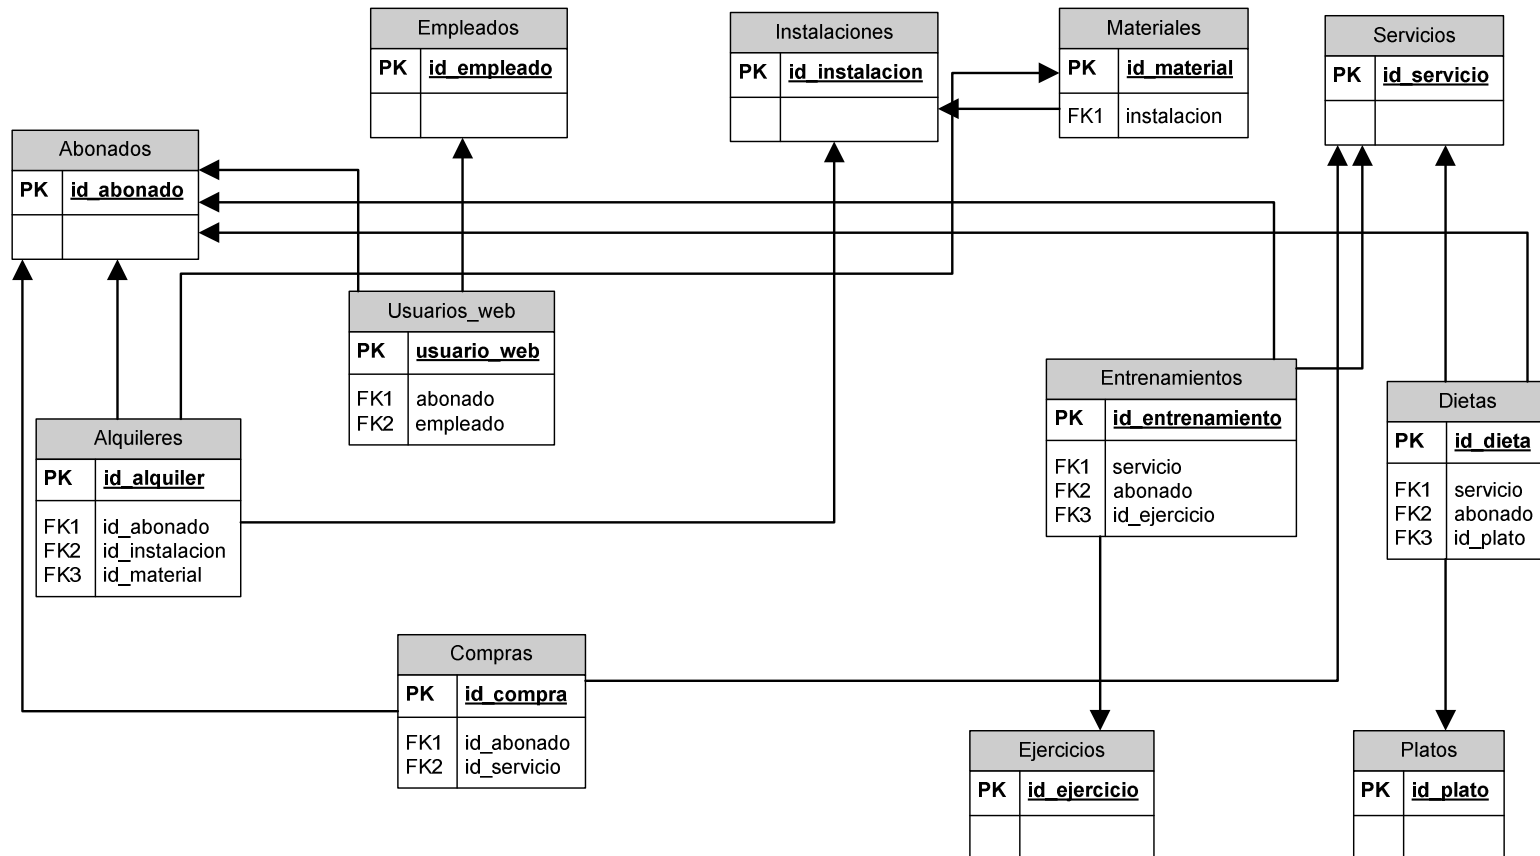 Empleados
PK id_empleado
Instalaciones
PK id_instalacion
Materiales
PK id_material
FK1 instalacion
Servicios
PK id_servicio
Abonados
PK id_abonado
Usuarios_web
PK usuario_web
FK1 abonado
FK2 empleado
Entrenamientos
PK id_entrenamiento
FK1 servicio
FK2 abonado
FK3 id_ejercicio
Dietas
PK id_dieta
FK1 servicio
FK2 abonado
FK3 id_plato
Alquileres
PK id_alquiler
FK1 id_abonado
FK2 id_instalacion
FK3 id_material
Compras
PK id_compra
FK1 id_abonado
FK2 id_servicio
Ejercicios
PK id_ejercicio
Platos
PK id_plato